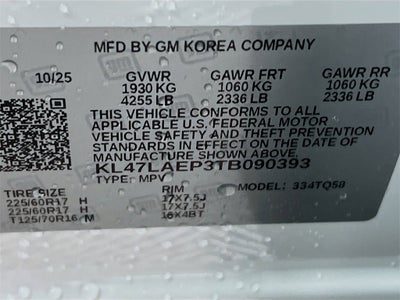 MFD BY GM KOREA COMPANY
10/25 GVWR GAWR FRT GAWR RR
1930 KG 1060 KG 1060 KG
4255 LB 2336 LB 2336 LB
THIS VEHICLE CONFORMS TO ALL
APPLICABLE U.S. FEDERAL MOTOR
VEHICLE SAFETY, BUMPER, AND THEFT
PREVENTION STANDARDS IN EFFECT ON
THE DATE OF MANUFACTURE SHOWN ABOVE.
KL47LAEP3TB090393
TYPE: MPV MODEL: 334TQ58
TIRE SIZE RIM
225/60R17 H 17X7.5J
225/60R17 H 17X7.5J
T125/70R16 M 16X4BT